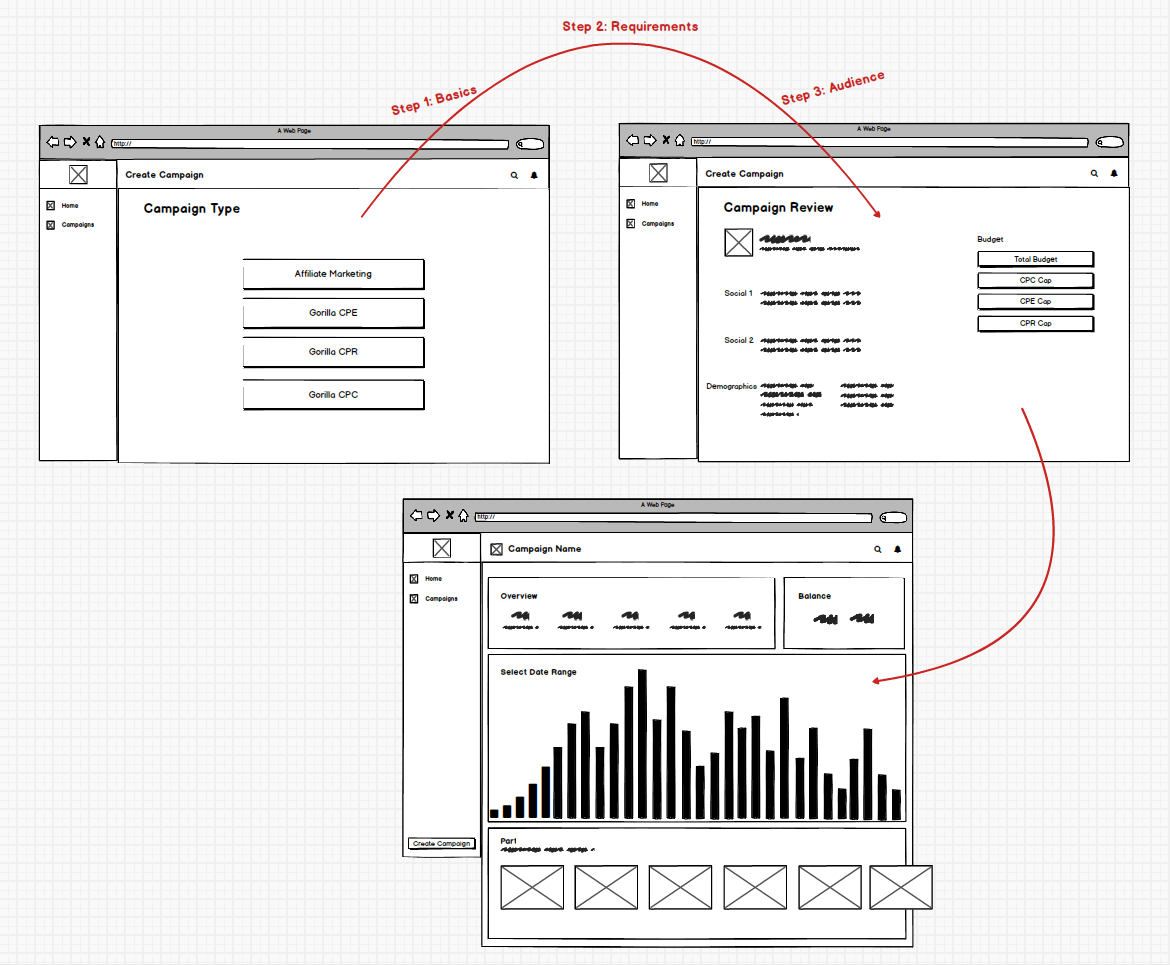 Step 2: Requirements
Step 1: Basics
Step 3: Audience
A Web Page
http://
Create Campaign
Home
Campaigns
Campaign Type
Affiliate Marketing
Gorilla CPE
Gorilla CPR
Gorilla CPC
A Web Page
http://
Create Campaign
Home
Campaigns
Campaign Review
Budget
Total Budget
CPC Cap
CPE Cap
CPR Cap
Social 1
Social 2
Demographics
A Web Page
http://
Campaign Name
Home
Campaigns
Overview
Balance
Select Date Range
Create Campaign
Part